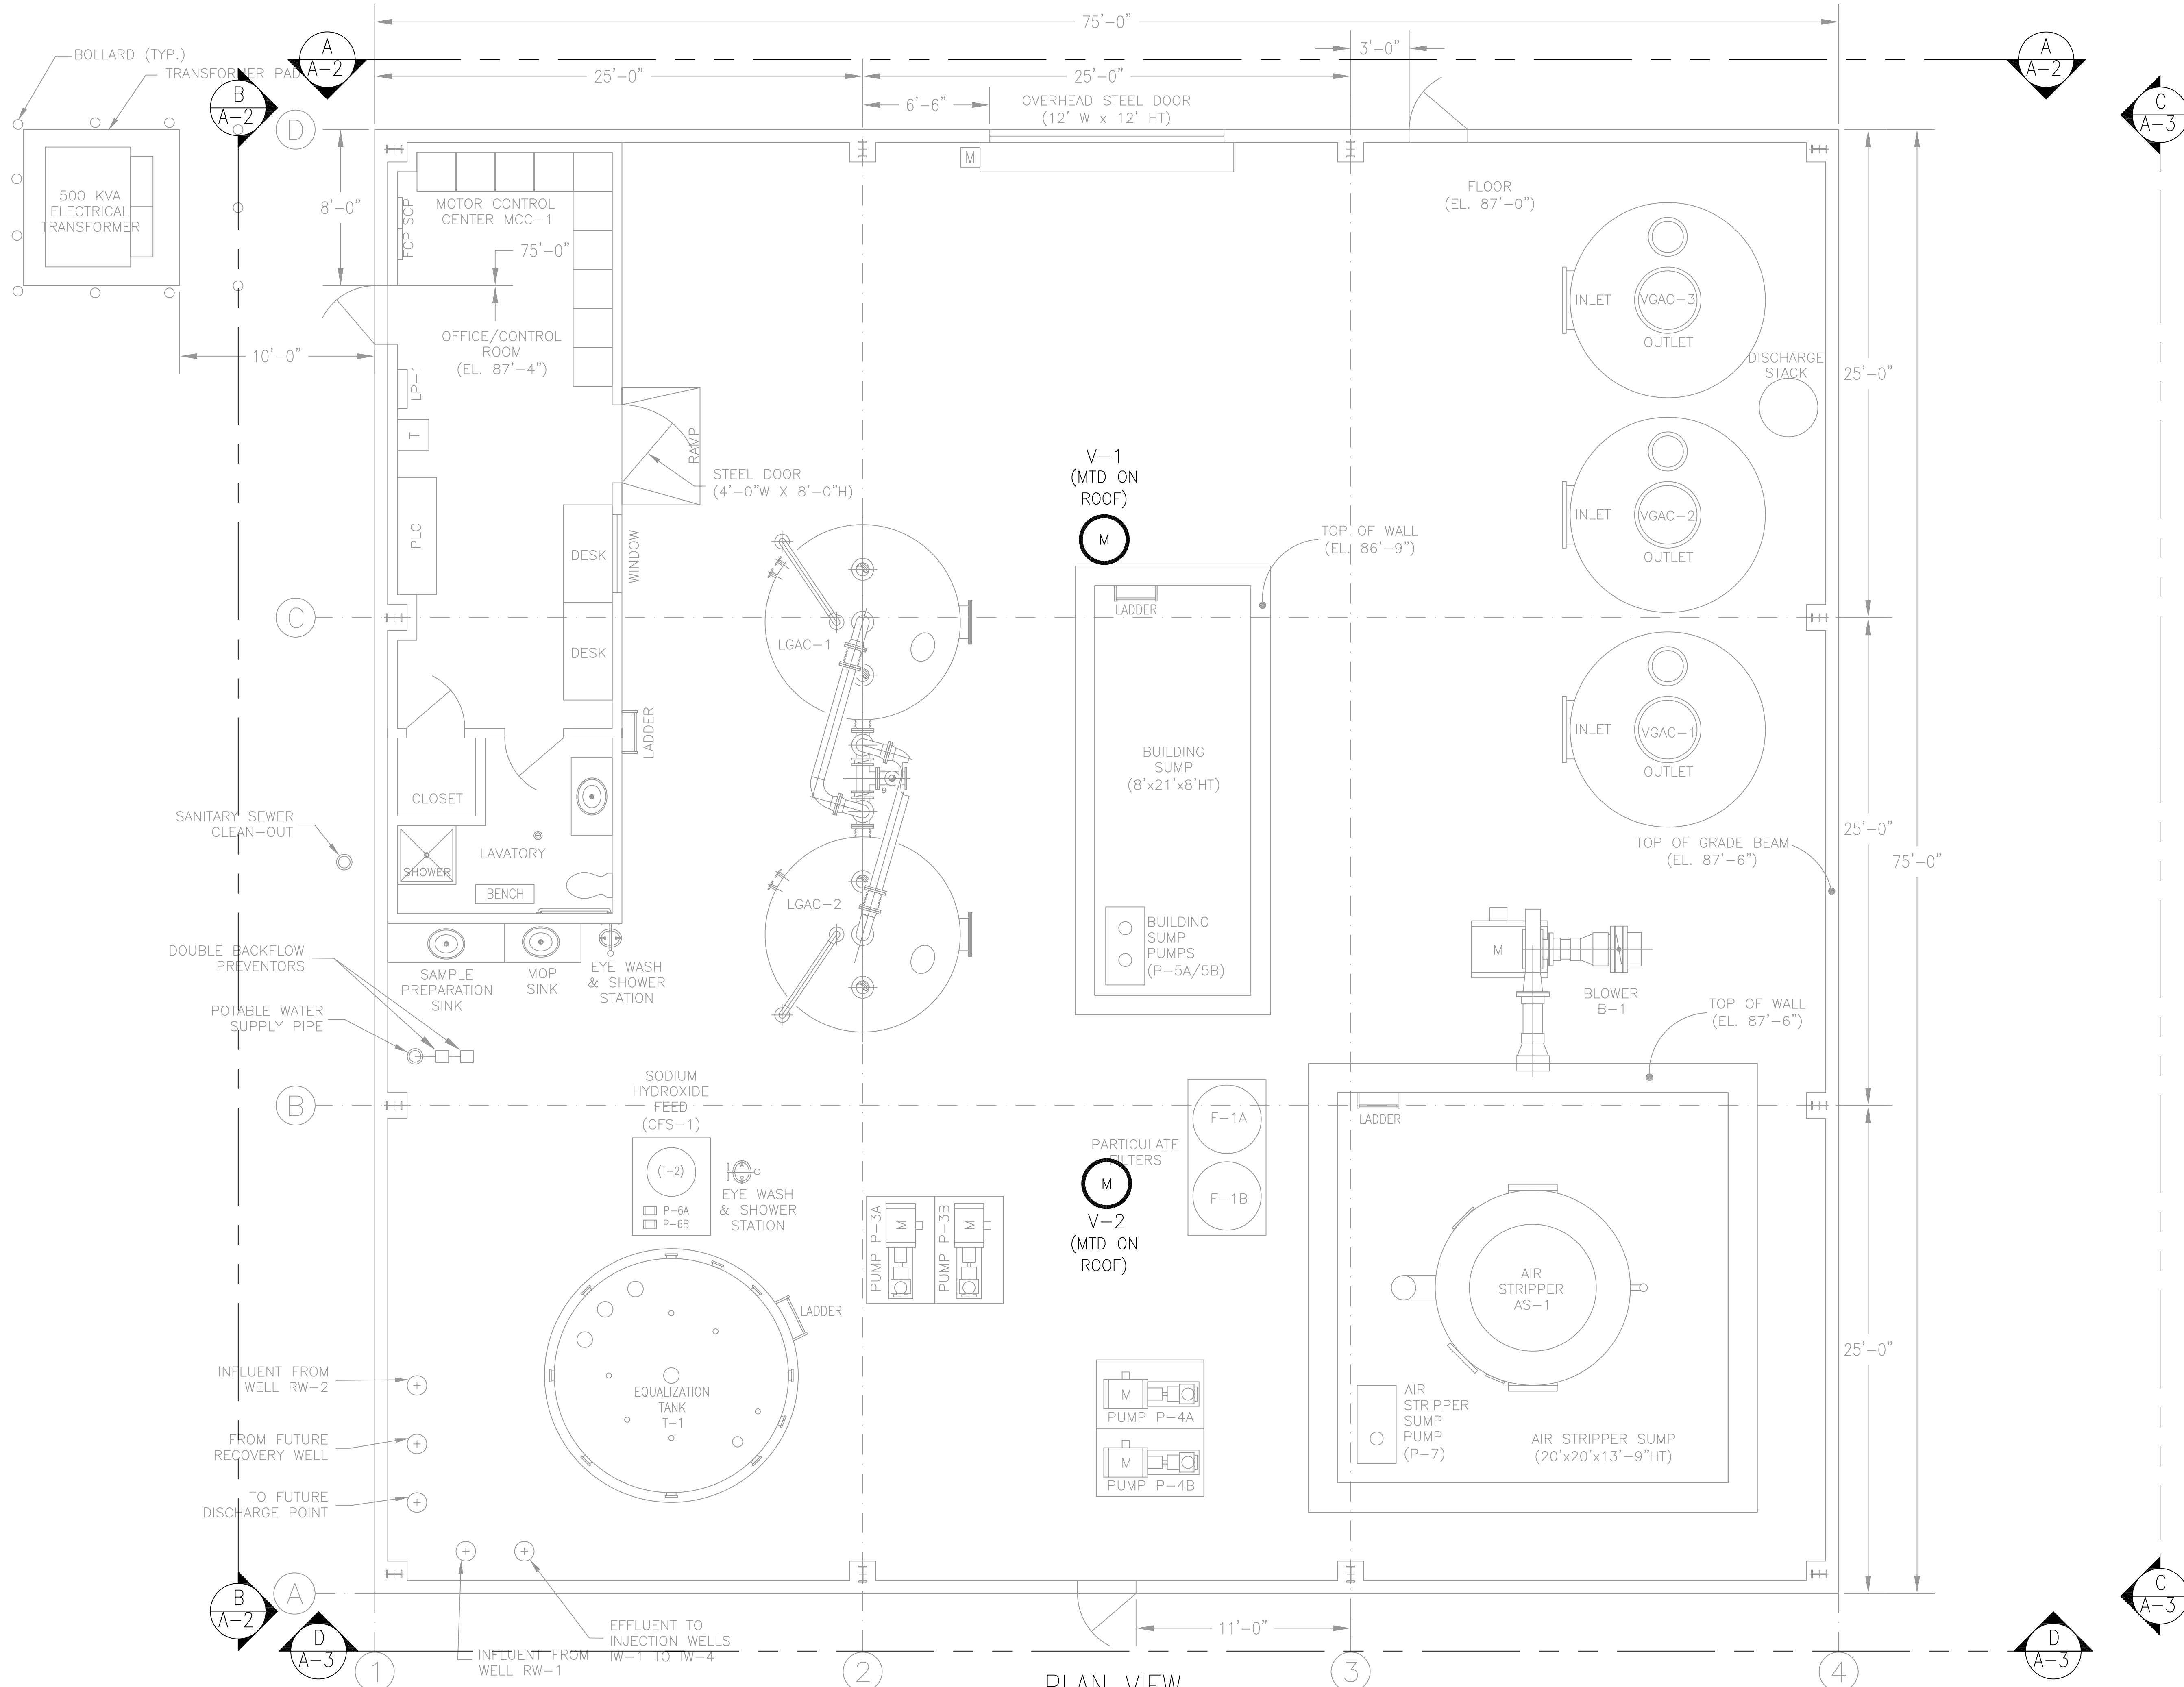 75'-0"
A
A-2
A
A-2
BOLLARD (TYP.)
TRANSFORMER PAD
25'-0"
25'-0"
3'-0"
B
A-2
C
A-3
D
6'-6"
OVERHEAD STEEL DOOR
(12' W x 12' HT)
M
500 KVA
ELECTRICAL
TRANSFORMER
8'-0"
FCP SCP
MOTOR CONTROL
CENTER MCC-1
75'-0"
FLOOR
(EL. 87'-0")
INLET
VGAC-3
OUTLET
OFFICE/CONTROL
ROOM
(EL. 87'-4")
10'-0"
DISCHARGE
STACK
25'-0"
LP-1
T
RAMP
STEEL DOOR
(4'-0"W X 8'-0"H)
V-1
(MTD ON
ROOF)
M
INLET
VGAC-2
OUTLET
PLC
DESK
WINDOW
TOP OF WALL
(EL. 86'-9")
C
LADDER
DESK
LGAC-1
LADDER
BUILDING
SUMP
(8'x21'x8'HT)
INLET
VGAC-1
OUTLET
CLOSET
SANITARY SEWER
CLEAN-OUT
LAVATORY
SHOWER
BENCH
25'-0"
75'-0"
TOP OF GRADE BEAM
(EL. 87'-6")
LGAC-2
BUILDING
SUMP
PUMPS
(P-5A/5B)
M
BLOWER
B-1
DOUBLE BACKFLOW
PREVENTORS
SAMPLE
PREPARATION
SINK
MOP
SINK
EYE WASH
& SHOWER
STATION
POTABLE WATER
SUPPLY PIPE
TOP OF WALL
(EL. 87'-6")
B
SODIUM
HYDROXIDE
FEED
(CFS-1)
(T-2)
P-6A
P-6B
EYE WASH
& SHOWER
STATION
PARTICULATE
FILTERS
F-1A
F-1B
LADDER
M
V-2
(MTD ON
ROOF)
PUMP P-3A
M
PUMP P-3B
M
AIR
STRIPPER
AS-1
LADDER
EQUALIZATION
TANK
T-1
25'-0"
INFLUENT FROM
WELL RW-2
M
PUMP P-4A
M
PUMP P-4B
AIR
STRIPPER
SUMP
PUMP
(P-7)
AIR STRIPPER SUMP
(20'x20'x13'-9"HT)
FROM FUTURE
RECOVERY WELL
TO FUTURE
DISCHARGE POINT
A
B
A-2
C
A-3
D
A-3
D
A-3
11'-0"
EFFLUENT TO
INJECTION WELLS
IW-1 TO IW-4
INFLUENT FROM
WELL RW-1
1
2
3
4
PLAN VIEW